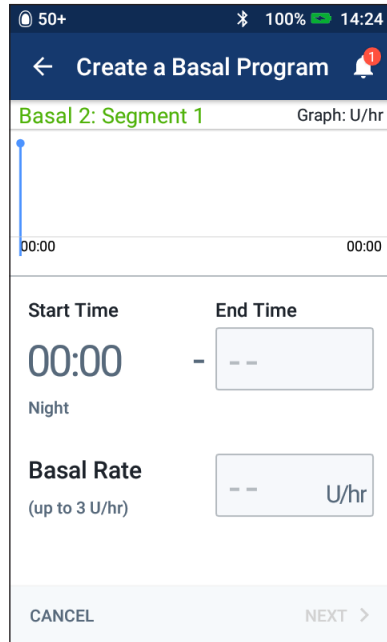 50+ 100% 14:24
Create a Basal Program 1
Basal 2: Segment 1 Graph: U/hr
00:00 00:00
Start Time End Time
00:00 - --
Night
Basal Rate -- U/hr
(up to 3 U/hr)
CANCEL NEXT